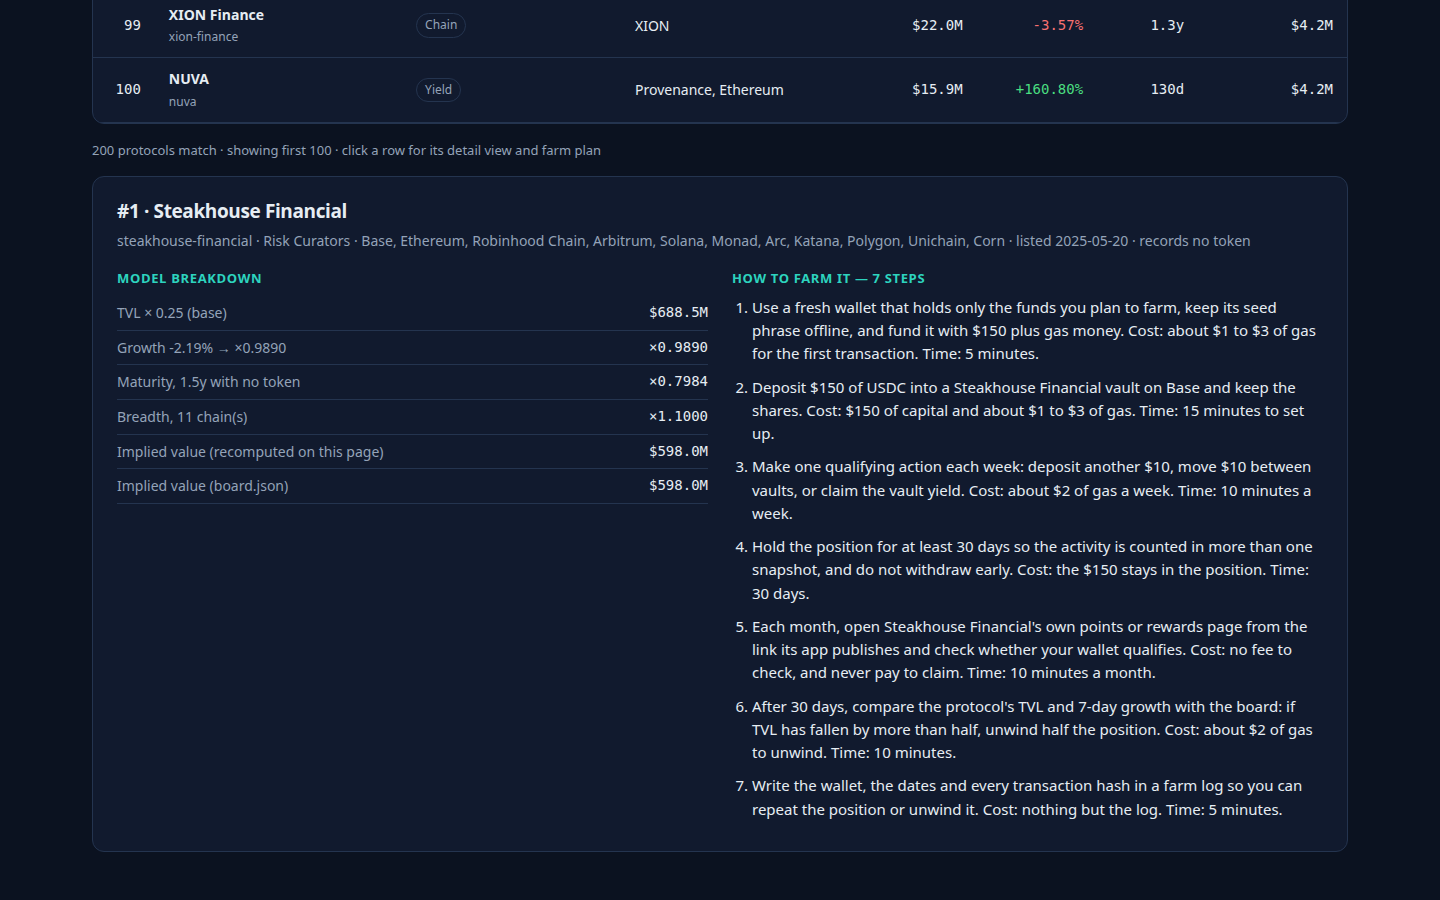 99 XION Finance Chain XION $22.0M -3.57% 1.3y $4.2M
xion-finance
100 NUVA Yield Provenance, Ethereum $15.9M +160.80% 130d $4.2M
nuva
200 protocols match · showing first 100 · click a row for its detail view and farm plan
#1 · Steakhouse Financial
steakhouse-financial · Risk Curators · Base, Ethereum, Robinhood Chain, Arbitrum, Solana, Monad, Arc, Katana, Polygon, Unichain, Corn · listed 2025-05-20 · records no token
MODEL BREAKDOWN
TVL × 0.25 (base) $688.5M
Growth -2.19% → ×0.9890 ×0.9890
Maturity, 1.5y with no token ×0.7984
Breadth, 11 chain(s) ×1.1000
Implied value (recomputed on this page) $598.0M
Implied value (board.json) $598.0M
HOW TO FARM IT — 7 STEPS
1. Use a fresh wallet that holds only the funds you plan to farm, keep its seed
phrase offline, and fund it with $150 plus gas money. Cost: about $1 to $3 of gas
for the first transaction. Time: 5 minutes.
2. Deposit $150 of USDC into a Steakhouse Financial vault on Base and keep the
shares. Cost: $150 of capital and about $1 to $3 of gas. Time: 15 minutes to set
up.
3. Make one qualifying action each week: deposit another $10, move $10 between
vaults, or claim the vault yield. Cost: about $2 of gas a week. Time: 10 minutes a
week.
4. Hold the position for at least 30 days so the activity is counted in more than one
snapshot, and do not withdraw early. Cost: the $150 stays in the position. Time:
30 days.
5. Each month, open Steakhouse Financial's own points or rewards page from the
link its app publishes and check whether your wallet qualifies. Cost: no fee to
check, and never pay to claim. Time: 10 minutes a month.
6. After 30 days, compare the protocol's TVL and 7-day growth with the board: if
TVL has fallen by more than half, unwind half the position. Cost: about $2 of gas
to unwind. Time: 10 minutes.
7. Write the wallet, the dates and every transaction hash in a farm log so you can
repeat the position or unwind it. Cost: nothing but the log. Time: 5 minutes.